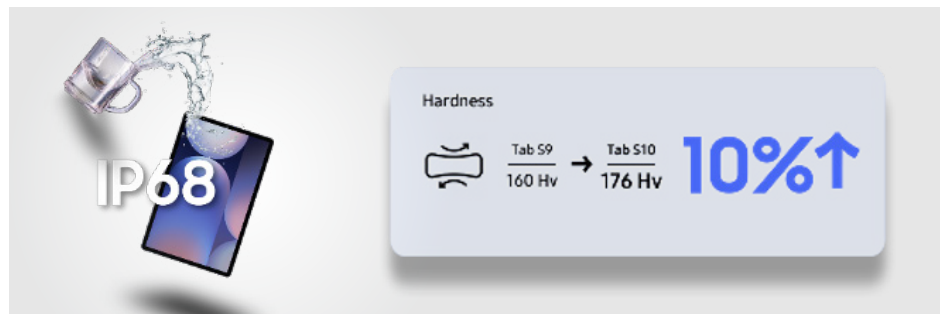 IP68
Hardness
Tab S9
160 Hv
Tab S10
176 Hv
10%↑